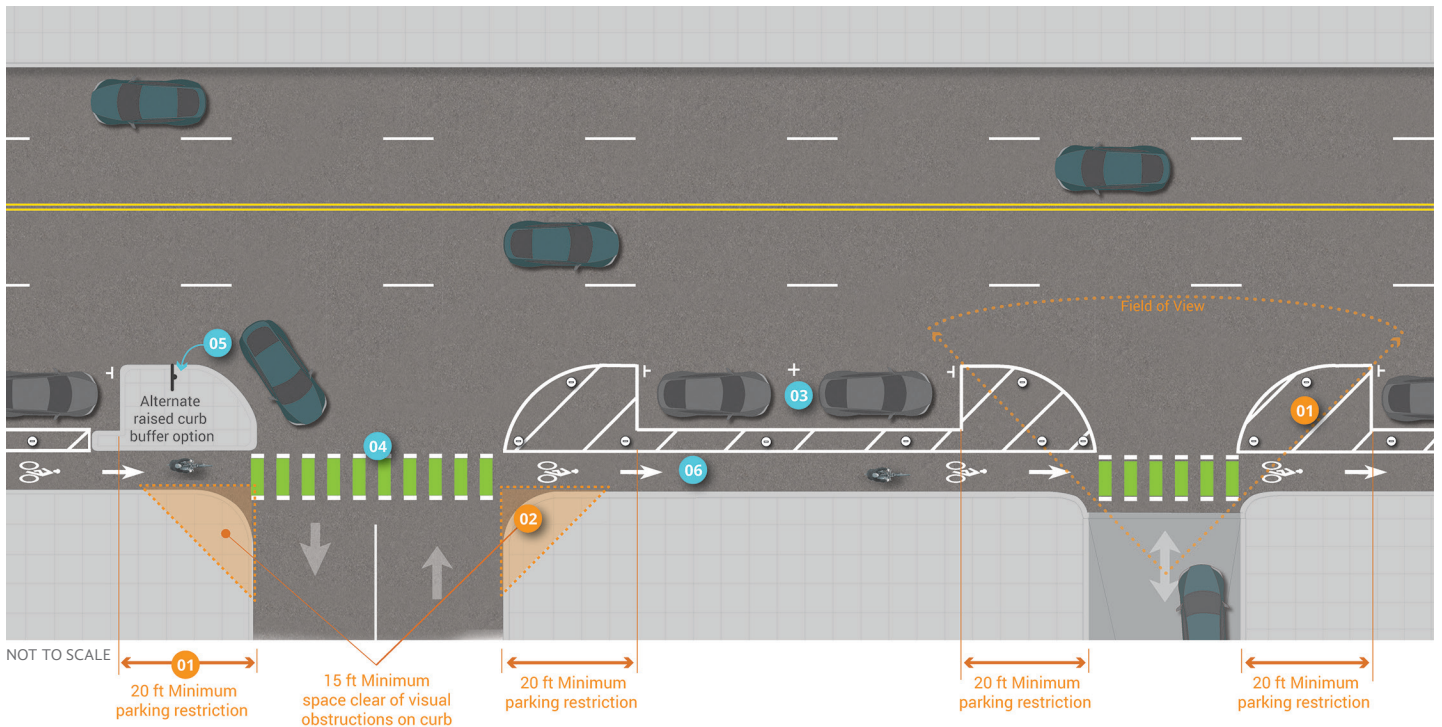 Field of View
05
Alternate
raised curb
buffer option
03
01
04
06
02
NOT TO SCALE
01
20 ft Minimum
parking restriction
15 ft Minimum
space clear of visual
obstructions on curb
20 ft Minimum
parking restriction
20 ft Minimum
parking restriction
20 ft Minimum
parking restriction